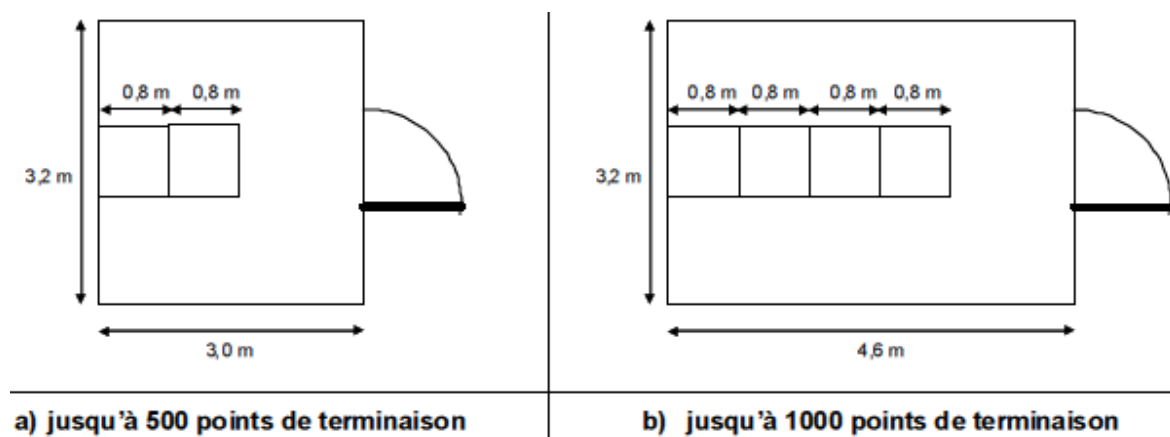 0,8 m 0,8 m
3,2 m
3,0 m
a) jusqu'à 500 points de terminaison
0,8 m 0,8 m 0,8 m 0,8 m
3,2 m
4,6 m
b) jusqu'à 1000 points de terminaison